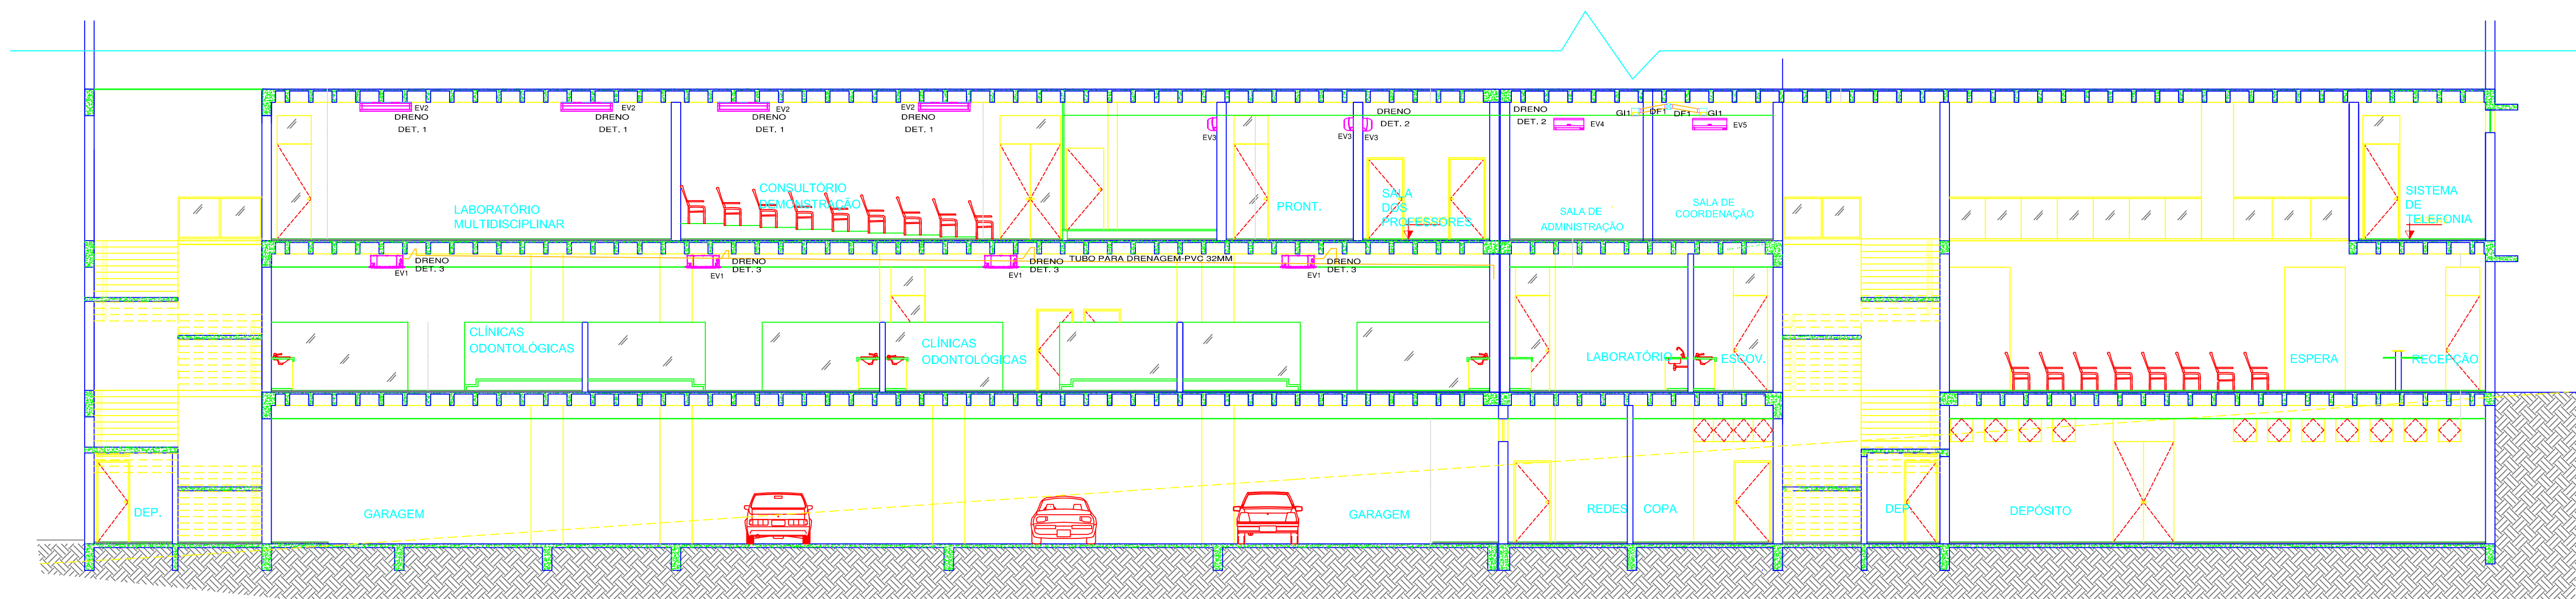 EV2
EV2
EV2
EV2
DRENO
DRENO
DRENO
DRENO
DET. 1
DET. 1
DET. 1
DET. 1
EV3
EV3
EV3
DRENO
DET. 2
DRENO
DET. 2
EV4
GI1
DF1
DF1
GI1
EV5
LABORATÓRIO
MULTIDISCIPLINAR
CONSULTÓRIO
DEMONSTRAÇÃO
PRONT.
SALA
DOS
PROFESSORES
SALA DE
ADMINISTRAÇÃO
SALA DE
COORDENAÇÃO
SISTEMA
DE
TELEFONIA
EV1
DRENO
DET. 3
EV1
DRENO
DET. 3
EV1
DRENO
DET. 3
TUBO PARA DRENAGEM-PVC 32MM
EV1
DRENO
DET. 3
CLÍNICAS
ODONTOLÓGICAS
CLÍNICAS
ODONTOLÓGICAS
LABORATÓRIO
ESCOV.
ESPERA
RECEPÇÃO
DEP.
GARAGEM
GARAGEM
REDES
COPA
DEP.
DEPÓSITO